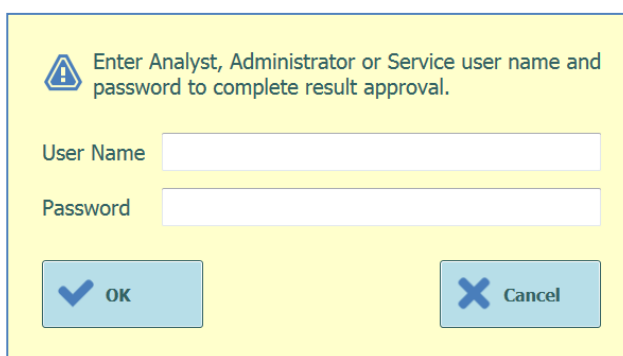 Enter Analyst, Administrator or Service user name and
password to complete result approval.
User Name
Password
OK
Cancel